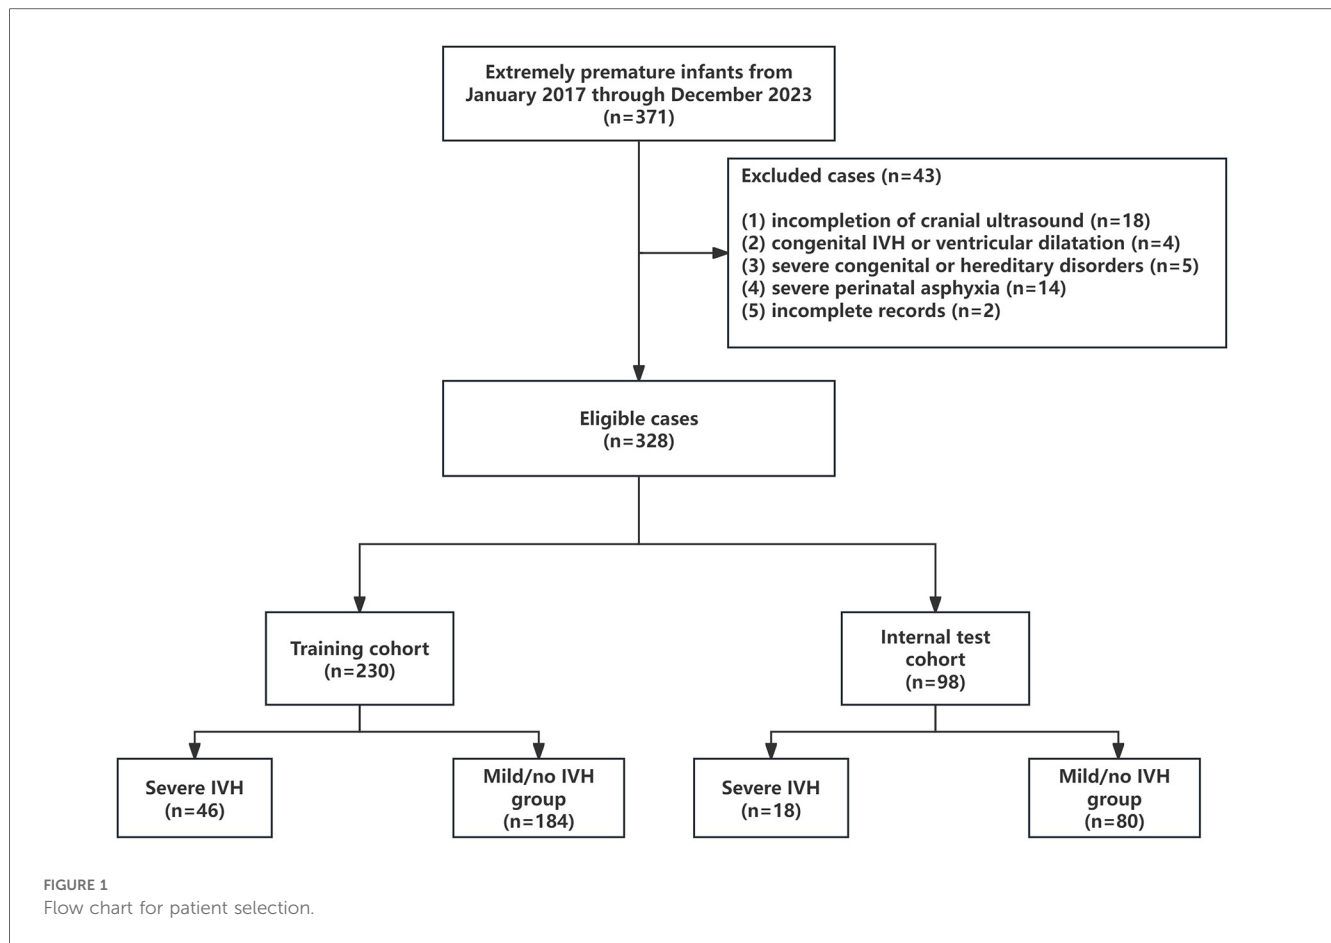 Extremely premature infants from
January 2017 through December 2023
(n=371)
Excluded cases (n=43)
(1) incompletion of cranial ultrasound (n=18)
(2) congenital IVH or ventricular dilatation (n=4)
(3) severe congenital or hereditary disorders (n=5)
(4) severe perinatal asphyxia (n=14)
(5) incomplete records (n=2)
Eligible cases
(n=328)
Training cohort
(n=230)
Internal test
cohort
(n=98)
Severe IVH
(n=46)
Mild/no IVH
group
(n=184)
Severe IVH
(n=18)
Mild/no IVH
group
(n=80)
FIGURE 1
Flow chart for patient selection.